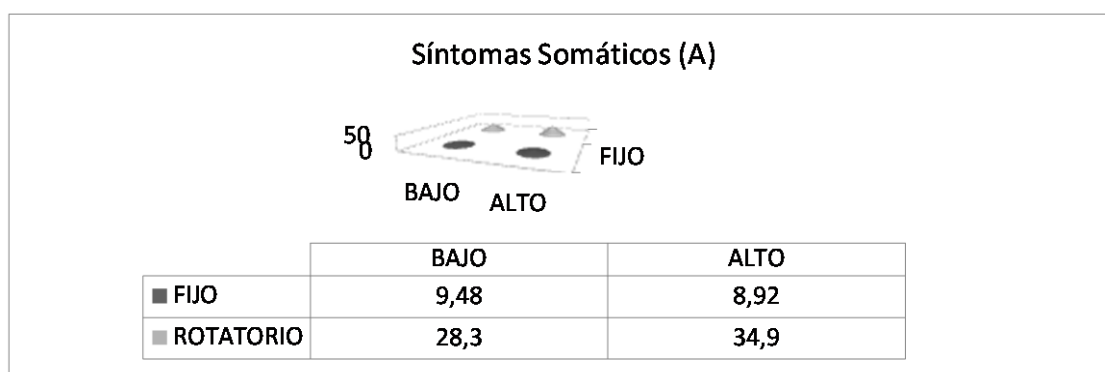 Síntomas Somáticos (A)
50
0
FIJO
BAJO
ALTO
BAJO ALTO
FIJO 9,48 8,92
ROTATORIO 28,3 34,9